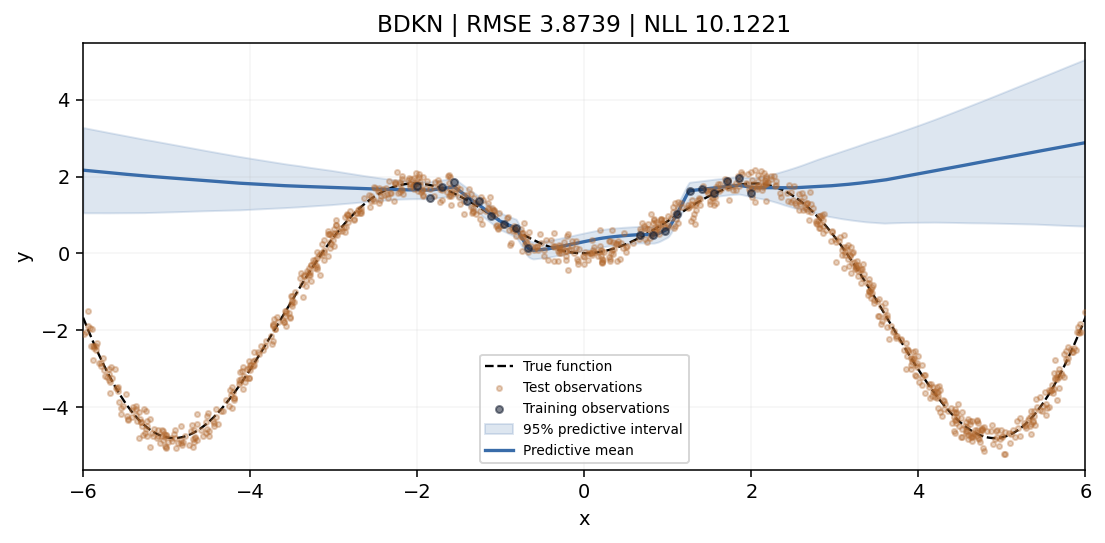 BDKN | RMSE 3.8739 | NLL 10.1221
4
2
0
−2
−4
y
True function
Test observations
Training observations
95% predictive interval
Predictive mean
−6 −4 −2 0 2 4 6
x